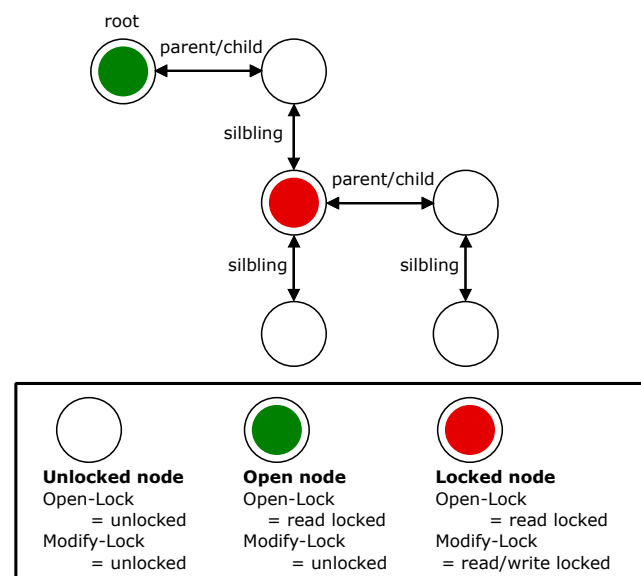 root
parent/child
silbling
parent/child
silbling
silbling
Unlocked node
Open-Lock
= unlocked
Modify-Lock
= unlocked
Open node
Open-Lock
= read locked
Modify-Lock
= unlocked
Locked node
Open-Lock
= read locked
Modify-Lock
= read/write locked